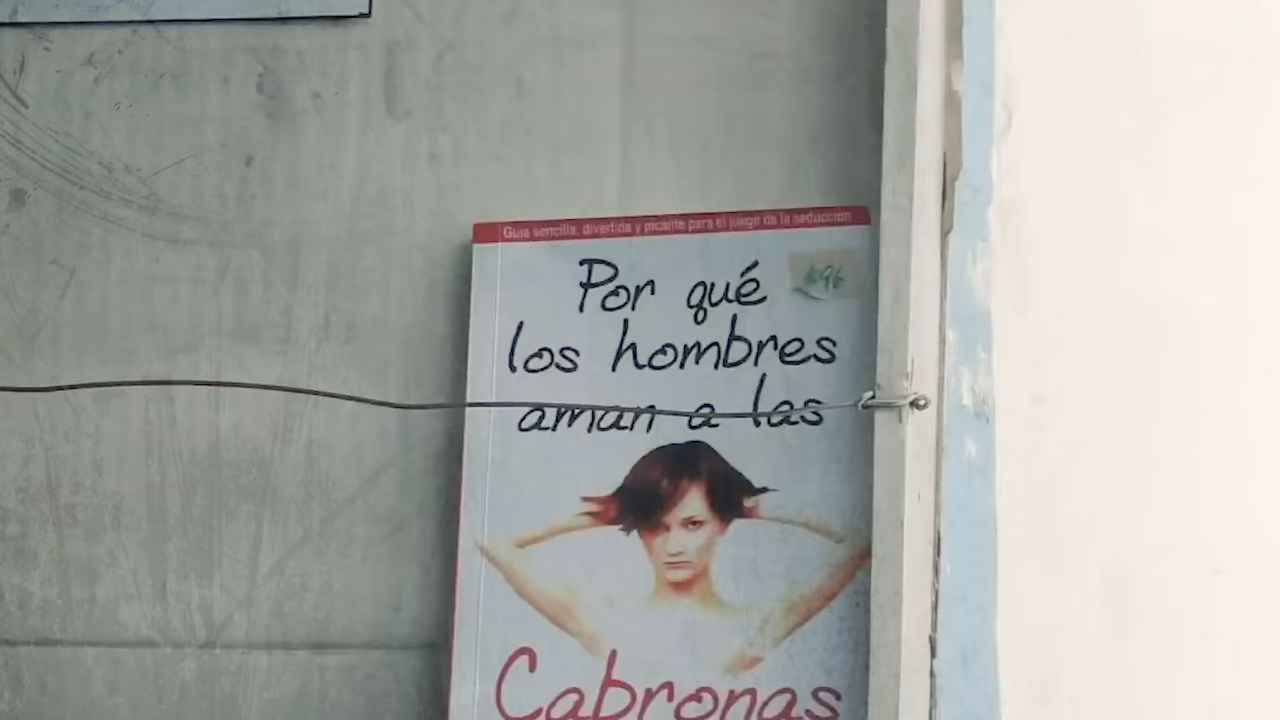 Guía sencilla, divertida y picante para el juego de la seducción
Por qué
los hombres
aman a las
Cabronas